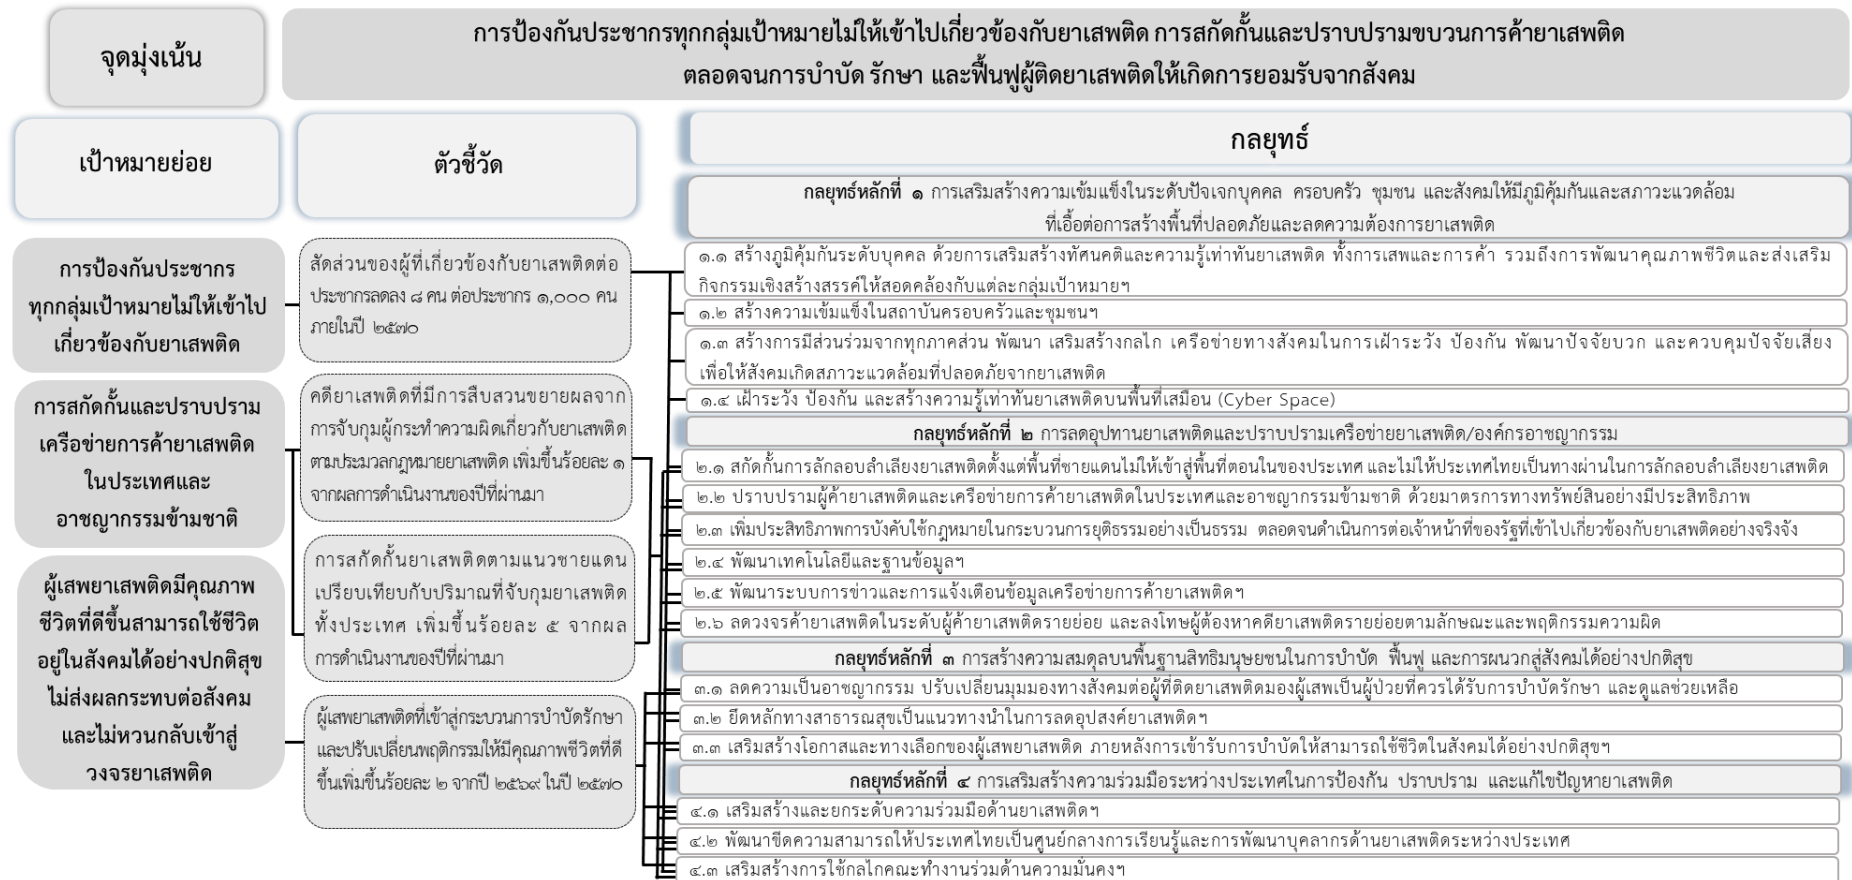 จุดมุ่งเน้น
การป้องกันประชากรทุกกลุ่มเป้าหมายไม่ให้เข้าไปเกี่ยวข้องกับยาเสพติด การสกัดกั้นและปราบปรามขบวนการค้ายาเสพติด
ตลอดจนการบำบัด รักษา และฟื้นฟูผู้ติดยาเสพติดให้เกิดการยอมรับจากสังคม
เป้าหมายย่อย
ตัวชี้วัด
กลยุทธ์
การป้องกันประชากร
ทุกกลุ่มเป้าหมายไม่ให้เข้าไป
เกี่ยวข้องกับยาเสพติด
การสกัดกั้นและปราบปราม
เครือข่ายการค้ายาเสพติด
ในประเทศและ
อาชญากรรมข้ามชาติ
ผู้เสพยาเสพติดมีคุณภาพ
ชีวิตที่ดีขึ้นสามารถใช้ชีวิต
อยู่ในสังคมได้อย่างปกติสุข
ไม่ส่งผลกระทบต่อสังคม
และไม่หวนกลับเข้าสู่
วงจรยาเสพติด
สัดส่วนของผู้ที่เกี่ยวข้องกับยาเสพติดต่อ
ประชากรลดลง ๘ คน ต่อประชากร ๑,๐๐๐ คน
ภายในปี ๒๕๗๐
คดียาเสพติดที่มีการสืบสวนขยายผลจาก
การจับกุมผู้กระทำความผิดเกี่ยวกับยาเสพติด
ตามประมวลกฎหมายยาเสพติด เพิ่มขึ้นร้อยละ ๑
จากผลการดำเนินงานของปีที่ผ่านมา
การสกัดกั้นยาเสพติดตามแนวชายแดน
เปรียบเทียบกับปริมาณที่จับกุมยาเสพติด
ทั้งประเทศ เพิ่มขึ้นร้อยละ ๕ จากผล
การดำเนินงานของปีที่ผ่านมา
ผู้เสพยาเสพติดที่เข้าสู่กระบวนการบำบัดรักษา
และปรับเปลี่ยนพฤติกรรมให้มีคุณภาพชีวิตที่ดี
ขึ้นเพิ่มขึ้นร้อยละ ๒ จากปี ๒๕๖๙ ในปี ๒๕๗๐
กลยุทธ์หลักที่ ๑ การเสริมสร้างความเข้มแข็งในระดับปัจเจกบุคคล ครอบครัว ชุมชน และสังคมให้มีภูมิคุ้มกันและสภาวะแวดล้อม
ที่เอื้อต่อการสร้างพื้นที่ปลอดภัยและลดความต้องการยาเสพติด
๑.๑ สร้างภูมิคุ้มกันระดับบุคคล ด้วยการเสริมสร้างทัศนคติและความรู้เท่าทันยาเสพติด ทั้งการเสพและการค้า รวมถึงการพัฒนาคุณภาพชีวิตและส่งเสริม
กิจกรรมเชิงสร้างสรรค์ให้สอดคล้องกับแต่ละกลุ่มเป้าหมายฯ
๑.๒ สร้างความเข้มแข็งในสถาบันครอบครัวและชุมชนฯ
๑.๓ สร้างการมีส่วนร่วมจากทุกภาคส่วน พัฒนา เสริมสร้างกลไก เครือข่ายทางสังคมในการเฝ้าระวัง ป้องกัน พัฒนาปัจจัยบวก และควบคุมปัจจัยเสี่ยง
เพื่อให้สังคมเกิดสภาวะแวดล้อมที่ปลอดภัยจากยาเสพติด
๑.๔ เฝ้าระวัง ป้องกัน และสร้างความรู้เท่าทันยาเสพติดบนพื้นที่เสมือน (Cyber Space)
กลยุทธ์หลักที่ ๒ การลดอุปทานยาเสพติดและปราบปรามเครือข่ายยาเสพติด/องค์กรอาชญากรรม
๒.๑ สกัดกั้นการลักลอบลำเลียงยาเสพติดตั้งแต่พื้นที่ชายแดนไม่ให้เข้าสู่พื้นที่ตอนในของประเทศ และไม่ให้ประเทศไทยเป็นทางผ่านในการลักลอบลำเลียงยาเสพติด
๒.๒ ปราบปรามผู้ค้ายาเสพติดและเครือข่ายการค้ายาเสพติดในประเทศและอาชญากรรมข้ามชาติ ด้วยมาตรการทางทรัพย์สินอย่างมีประสิทธิภาพ
๒.๓ เพิ่มประสิทธิภาพการบังคับใช้กฎหมายในกระบวนการยุติธรรมอย่างเป็นธรรม ตลอดจนดำเนินการต่อเจ้าหน้าที่ของรัฐที่เข้าไปเกี่ยวข้องกับยาเสพติดอย่างจริงจัง
๒.๔ พัฒนาเทคโนโลยีและฐานข้อมูลฯ
๒.๕ พัฒนาระบบการข่าวและการแจ้งเตือนข้อมูลเครือข่ายการค้ายาเสพติดฯ
๒.๖ ลดวงจรค้ายาเสพติดในระดับผู้ค้ายาเสพติดรายย่อย และลงโทษผู้ต้องหาคดียาเสพติดรายย่อยตามลักษณะและพฤติกรรมความผิด
กลยุทธ์หลักที่ ๓ การสร้างความสมดุลบนพื้นฐานสิทธิมนุษยชนในการบำบัด ฟื้นฟู และการผนวกสู่สังคมได้อย่างปกติสุข
๓.๑ ลดความเป็นอาชญากรรม ปรับเปลี่ยนมุมมองทางสังคมต่อผู้ที่ติดยาเสพติดมองผู้เสพเป็นผู้ป่วยที่ควรได้รับการบำบัดรักษา และดูแลช่วยเหลือ
๓.๒ ยึดหลักทางสาธารณสุขเป็นแนวทางนำในการลดอุปสงค์ยาเสพติดฯ
๓.๓ เสริมสร้างโอกาสและทางเลือกของผู้เสพยาเสพติด ภายหลังการเข้ารับการบำบัดให้สามารถใช้ชีวิตในสังคมได้อย่างปกติสุขฯ
กลยุทธ์หลักที่ ๔ การเสริมสร้างความร่วมมือระหว่างประเทศในการป้องกัน ปราบปราม และแก้ไขปัญหายาเสพติด
๔.๑ เสริมสร้างและยกระดับความร่วมมือด้านยาเสพติดฯ
๔.๒ พัฒนาขีดความสามารถให้ประเทศไทยเป็นศูนย์กลางการเรียนรู้และการพัฒนาบุคลากรด้านยาเสพติดระหว่างประเทศ
๔.๓ เสริมสร้างการใช้กลไกคณะทำงานร่วมด้านความมั่นคงฯ